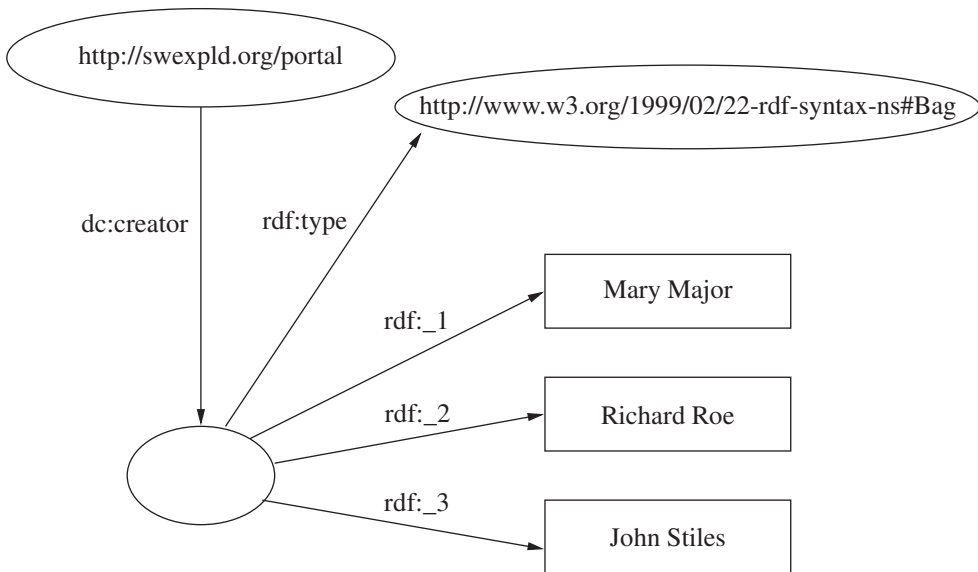 http://swexpld.org/portal
http://www.w3.org/1999/02/22-rdf-syntax-ns#Bag
dc:creator
rdf:type
Mary Major
rdf:_1
Richard Roe
rdf:_2
rdf:_3
John Stiles